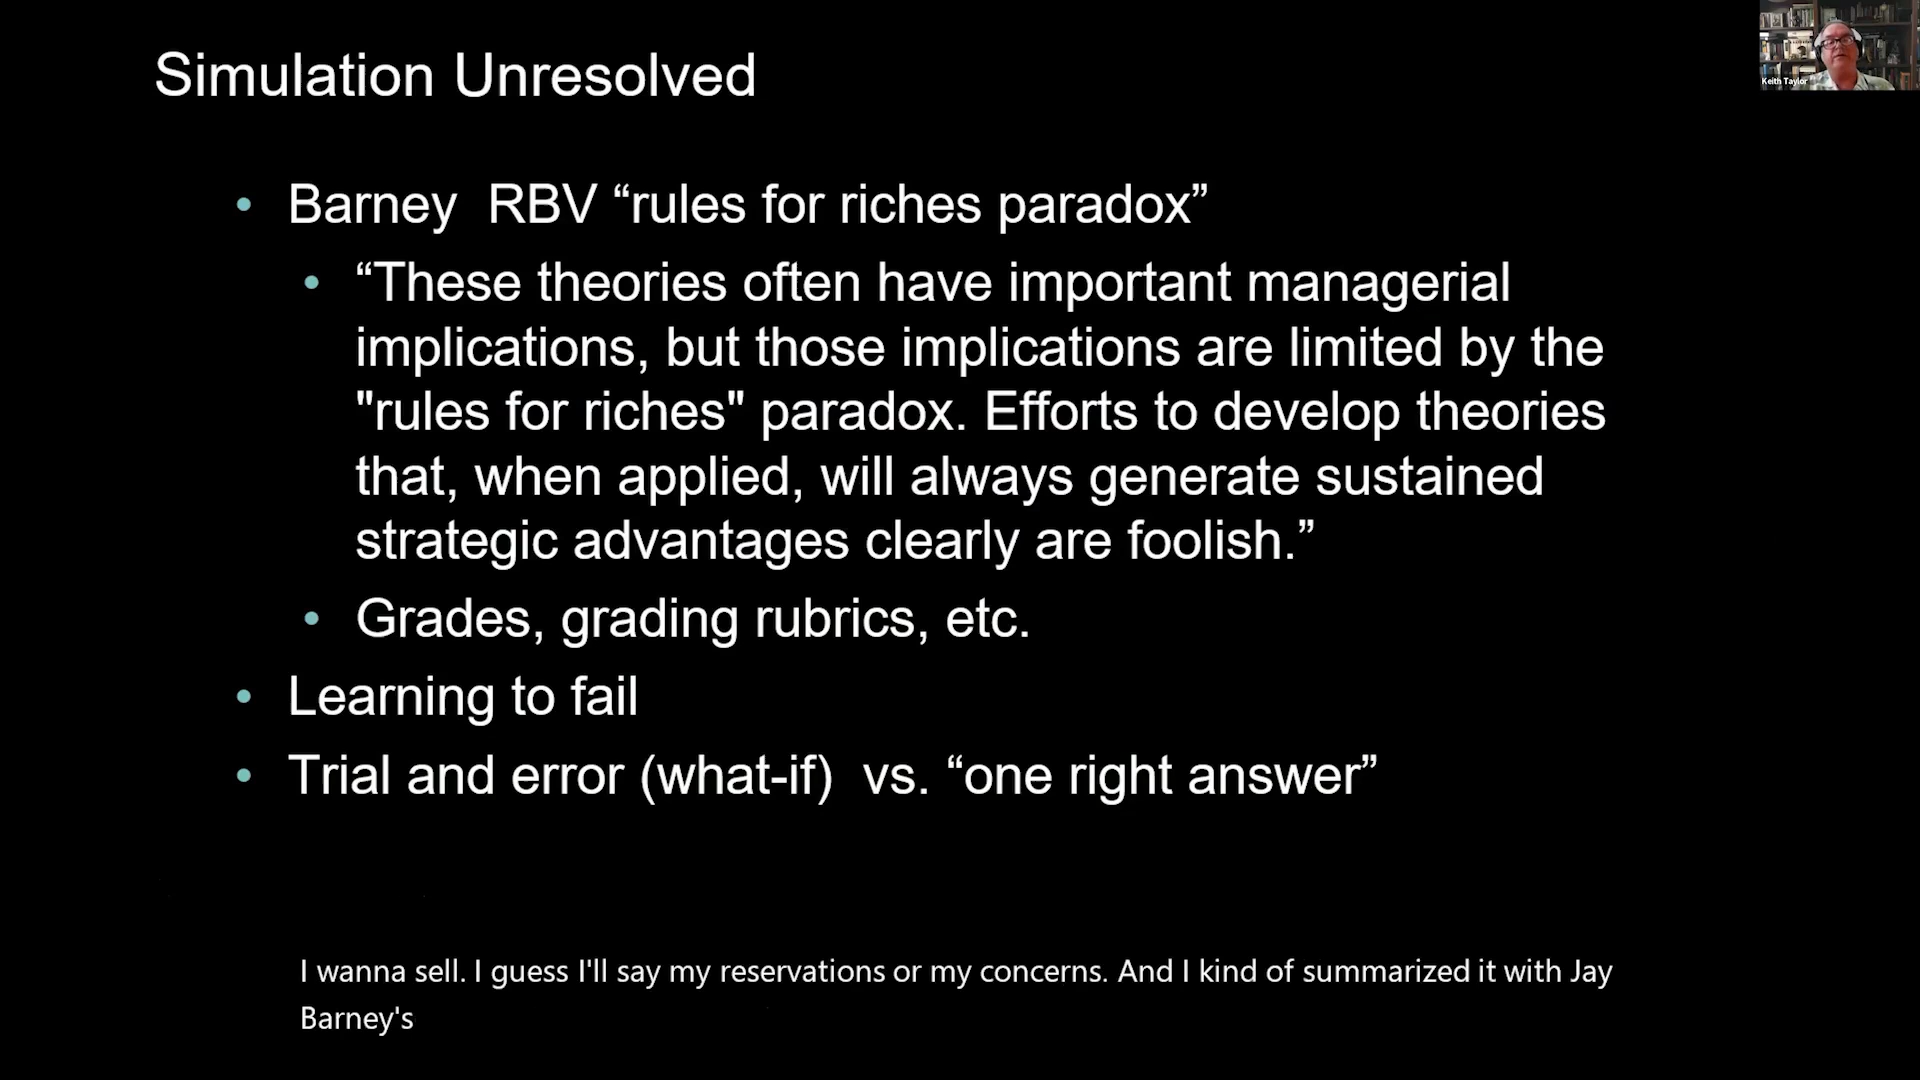 Simulation Unresolved
Keith Taylor
• Barney RBV “rules for riches paradox”
• “These theories often have important managerial
implications, but those implications are limited by the
"rules for riches" paradox. Efforts to develop theories
that, when applied, will always generate sustained
strategic advantages clearly are foolish.”
• Grades, grading rubrics, etc.
• Learning to fail
• Trial and error (what-if) vs. “one right answer”
I wanna sell. I guess I'll say my reservations or my concerns. And I kind of summarized it with Jay
Barney's